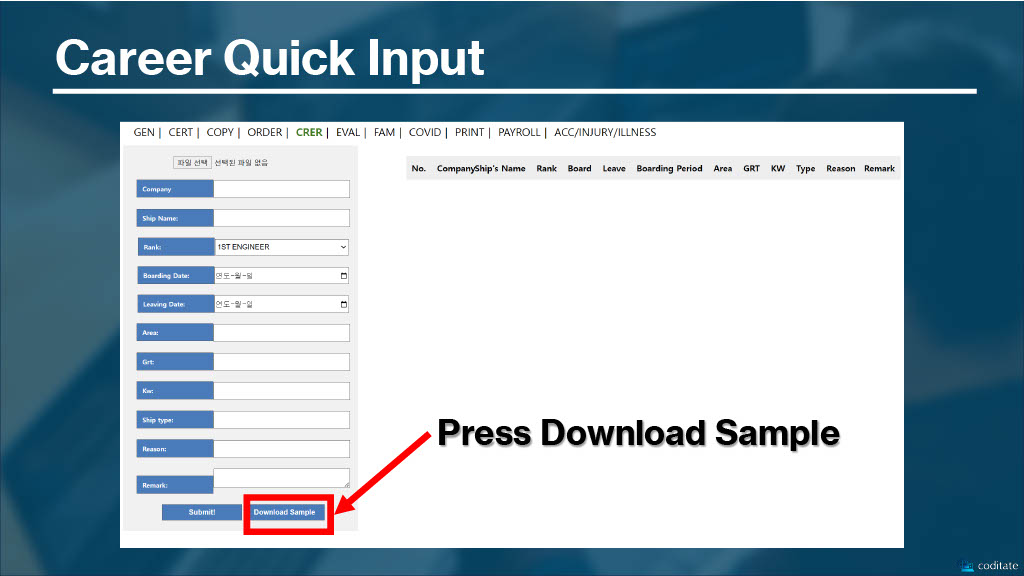 Career Quick Input
GEN | CERT | COPY | ORDER | CRER | EVAL | FAM | COVID | PRINT | PAYROLL | ACC/INJURY/ILLNESS
파일 선택 선택된 파일 없음
No. CompanyShip's Name Rank Board Leave Boarding Period Area GRT KW Type Reason Remark
Company
Ship Name:
Rank: 1ST ENGINEER
Boarding Date: 연도-월-일
Leaving Date: 연도-월-일
Area:
Grt:
Kw:
Ship type:
Press Download Sample
Reason:
Remark:
Submit! Download Sample
coditate